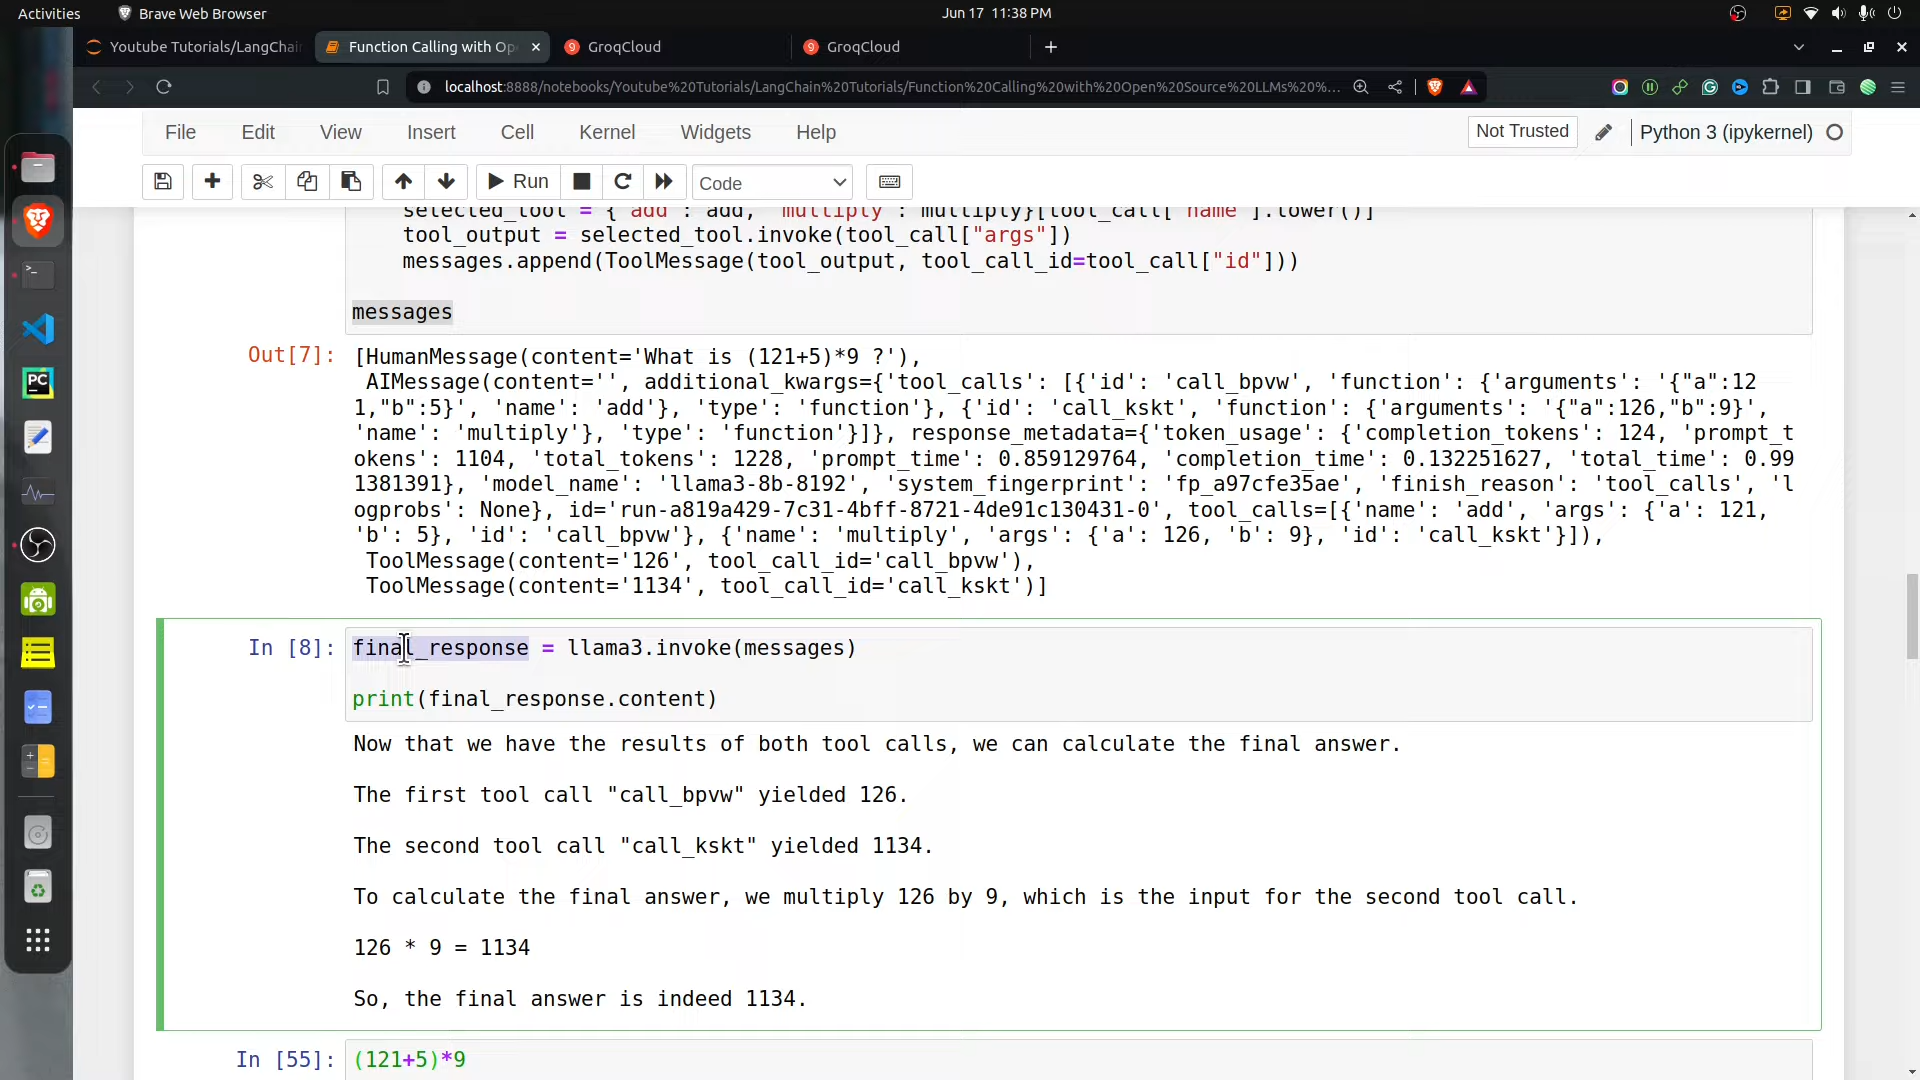 Activities
Brave Web Browser
Jun 17 11:38 PM
Youtube Tutorials/LangChai
Function Calling with Op
GroqCloud
GroqCloud
localhost:8888/notebooks/Youtube%20Tutorials/LangChain%20Tutorials/Function%20Calling%20with%20Open%20Source%20LLMs%20%...
File Edit View Insert Cell Kernel Widgets Help
Not Trusted
Python 3 (ipykernel)
Run
Code
selected_tool = {"add": add, "multiply": multiply}[tool_call["name"].lower()]
tool_output = selected_tool.invoke(tool_call["args"])
messages.append(ToolMessage(tool_output, tool_call_id=tool_call["id"]))
messages
Out[7]: [HumanMessage(content='What is (121+5)*9 ?'),
AIMessage(content='', additional_kwargs={'tool_calls': [{'id': 'call_bpvw', 'function': {'arguments': '{"a":12
1,"b":5}', 'name': 'add'}, 'type': 'function'}, {'id': 'call_kskt', 'function': {'arguments': '{"a":126,"b":9}',
'name': 'multiply'}, 'type': 'function'}]}, response_metadata={'token_usage': {'completion_tokens': 124, 'prompt_t
okens': 1104, 'total_tokens': 1228, 'prompt_time': 0.859129764, 'completion_time': 0.132251627, 'total_time': 0.99
1381391}, 'model_name': 'llama3-8b-8192', 'system_fingerprint': 'fp_a97cfe35ae', 'finish_reason': 'tool_calls', 'l
ogprobs': None}, id='run-a819a429-7c31-4bff-8721-4de91c130431-0', tool_calls=[{'name': 'add', 'args': {'a': 121,
'b': 5}, 'id': 'call_bpvw'}, {'name': 'multiply', 'args': {'a': 126, 'b': 9}, 'id': 'call_kskt'}]),
ToolMessage(content='126', tool_call_id='call_bpvw'),
ToolMessage(content='1134', tool_call_id='call_kskt')]
In [8]: final_response = llama3.invoke(messages)
print(final_response.content)
Now that we have the results of both tool calls, we can calculate the final answer.
The first tool call "call_bpvw" yielded 126.
The second tool call "call_kskt" yielded 1134.
To calculate the final answer, we multiply 126 by 9, which is the input for the second tool call.
126 * 9 = 1134
So, the final answer is indeed 1134.
In [55]: (121+5)*9